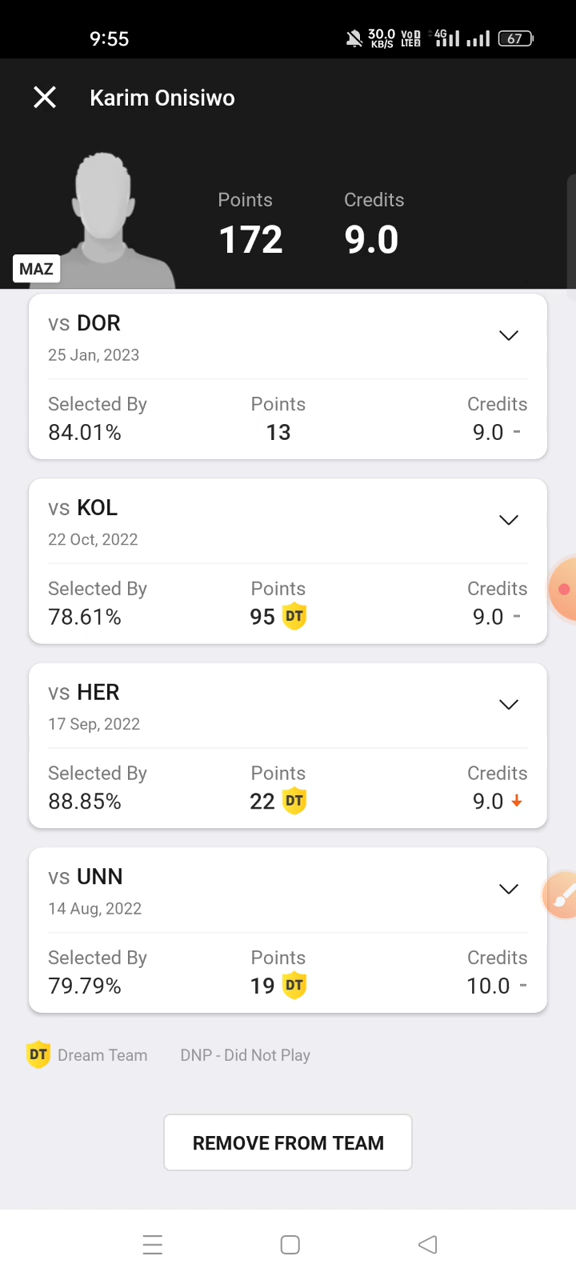 9:55
30.0 KB/S
Vo LTE 2
4G
67
Karim Onisiwo
Points
Credits
172
9.0
MAZ
vs DOR
25 Jan, 2023
Selected By
Points
Credits
84.01%
13
9.0 -
vs KOL
22 Oct, 2022
Selected By
Points
Credits
78.61%
95 DT
9.0 -
vs HER
17 Sep, 2022
Selected By
Points
Credits
88.85%
22 DT
9.0
vs UNN
14 Aug, 2022
Selected By
Points
Credits
79.79%
19 DT
10.0 -
DT Dream Team
DNP - Did Not Play
REMOVE FROM TEAM